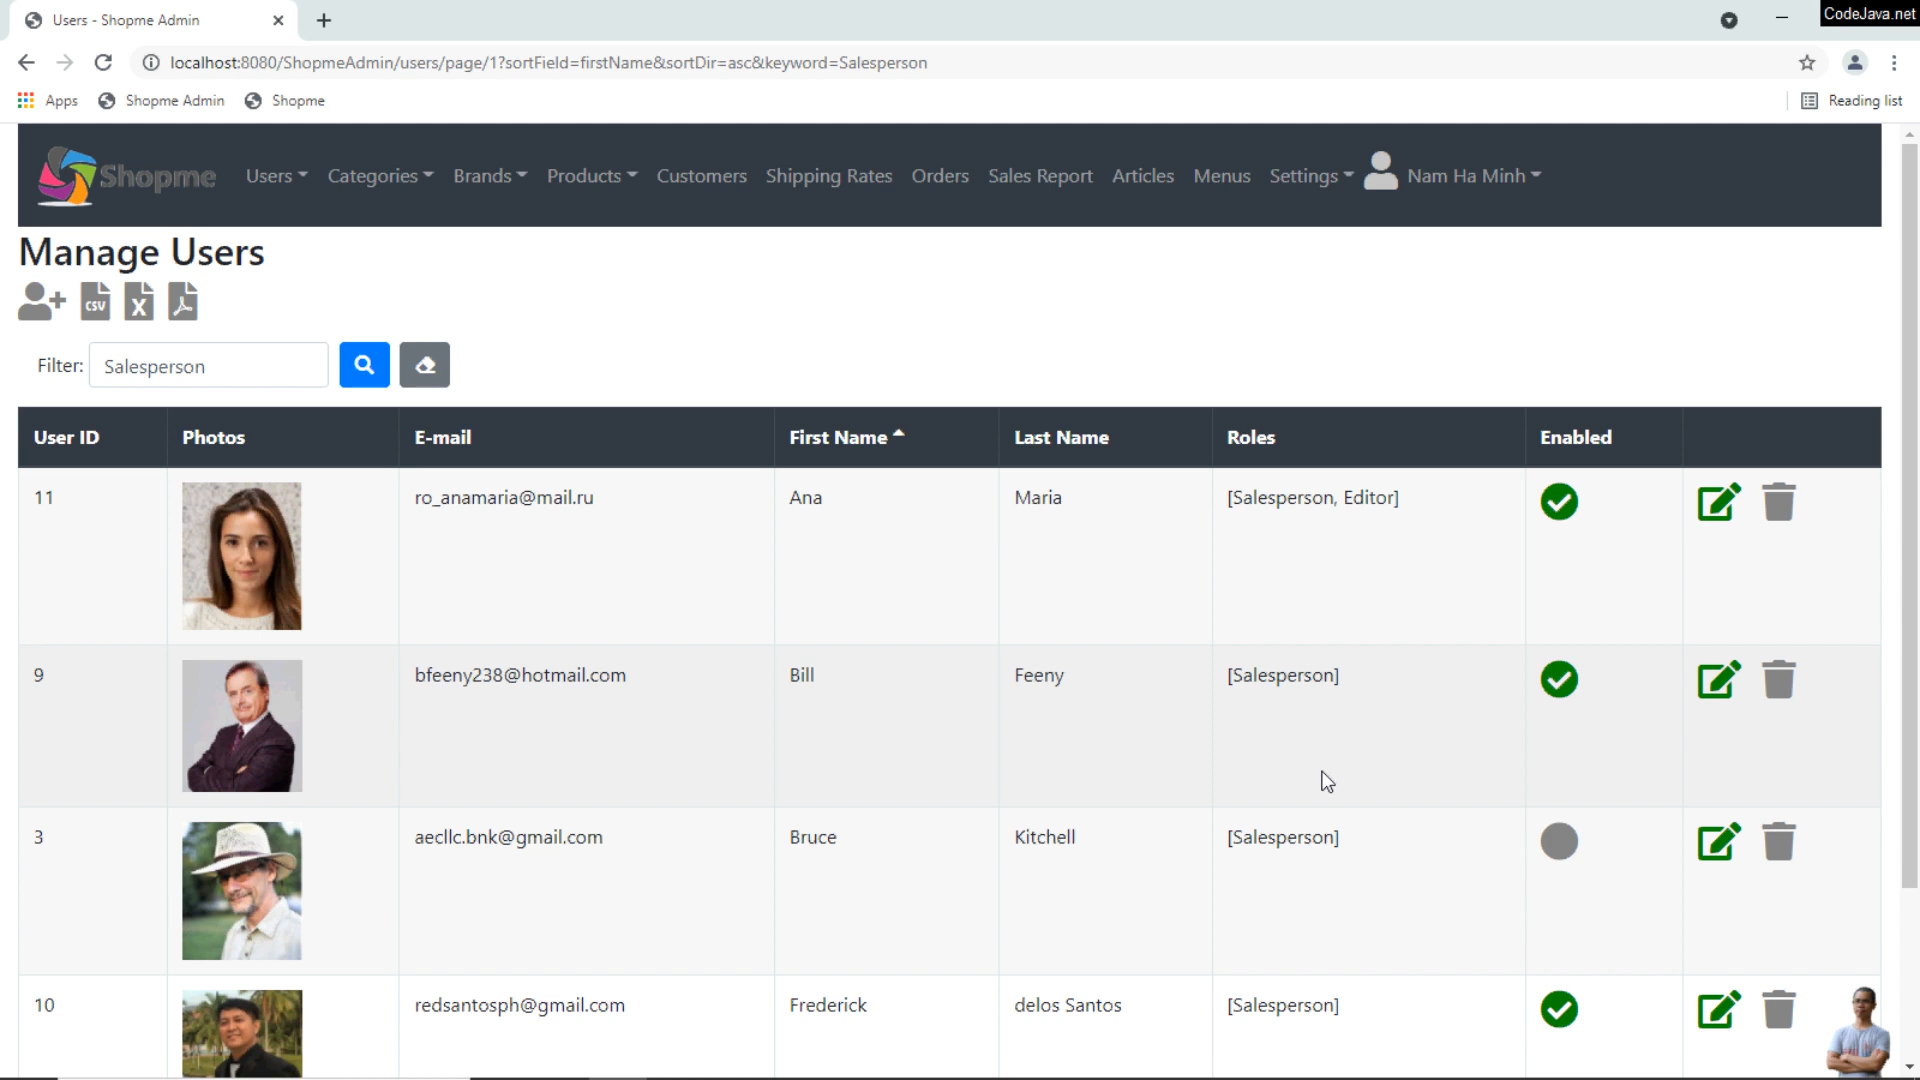 Users - Shopme Admin
CodeJava.net
localhost:8080/ShopmeAdmin/users/page/1?sortField=firstName&sortDir=asc&keyword=Salesperson
Apps Shopme Admin Shopme Reading list
Shopme Users Categories Brands Products Customers Shipping Rates Orders Sales Report Articles Menus Settings Nam Ha Minh
Manage Users
CSV X
Filter: Salesperson
User ID Photos E-mail First Name Last Name Roles Enabled
11 ro_anamaria@mail.ru Ana Maria [Salesperson, Editor]
9 bfeeny238@hotmail.com Bill Feeny [Salesperson]
3 aecllc.bnk@gmail.com Bruce Kitchell [Salesperson]
10 redsantosph@gmail.com Frederick delos Santos [Salesperson]